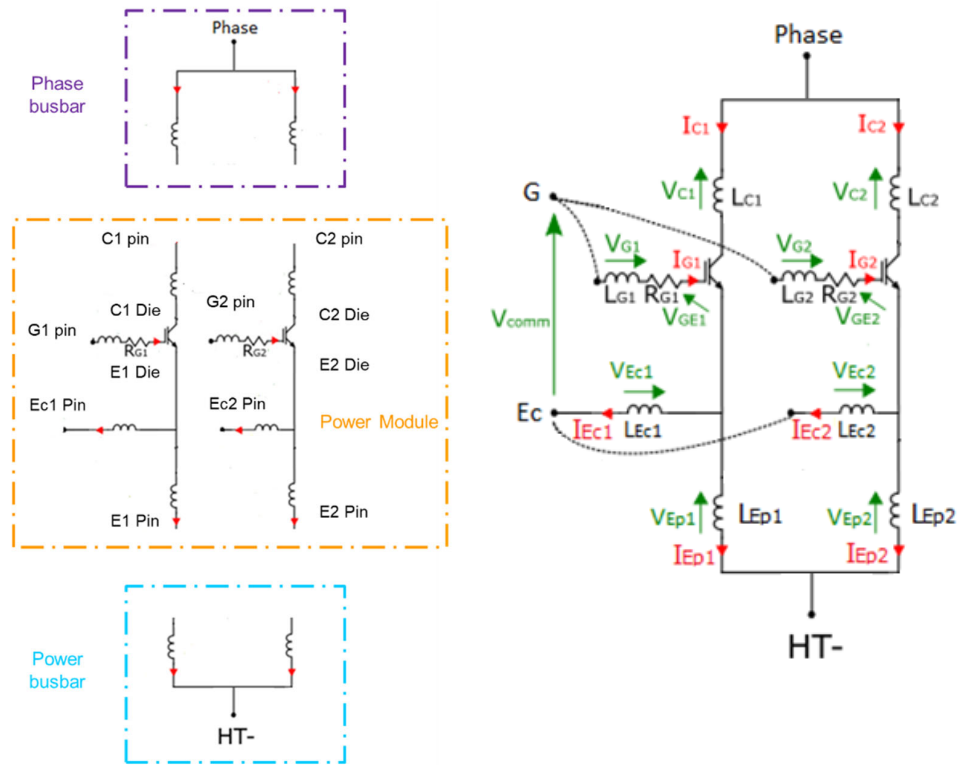 Phase
Phase
busbar
C1 pin
C2 pin
G2 pin
C1 Die
C2 Die
G1 pin
RG1
RG2
E1 Die
E2 Die
Ec1 Pin
Ec2 Pin
Power Module
E1 Pin
E2 Pin
Power
busbar
HT-
Phase
IC1
IC2
VC1
LC1
VC2
LC2
G
VG1
IG1
VG2
IG2
LG1
RG1
LG2
RG2
VGE1
VGE2
Vcomm
VEc1
VEc2
Ec
IEc1
LEc1
IEc2
LEc2
VEp1
LEp1
VEp2
LEp2
IEp1
IEp2
HT-